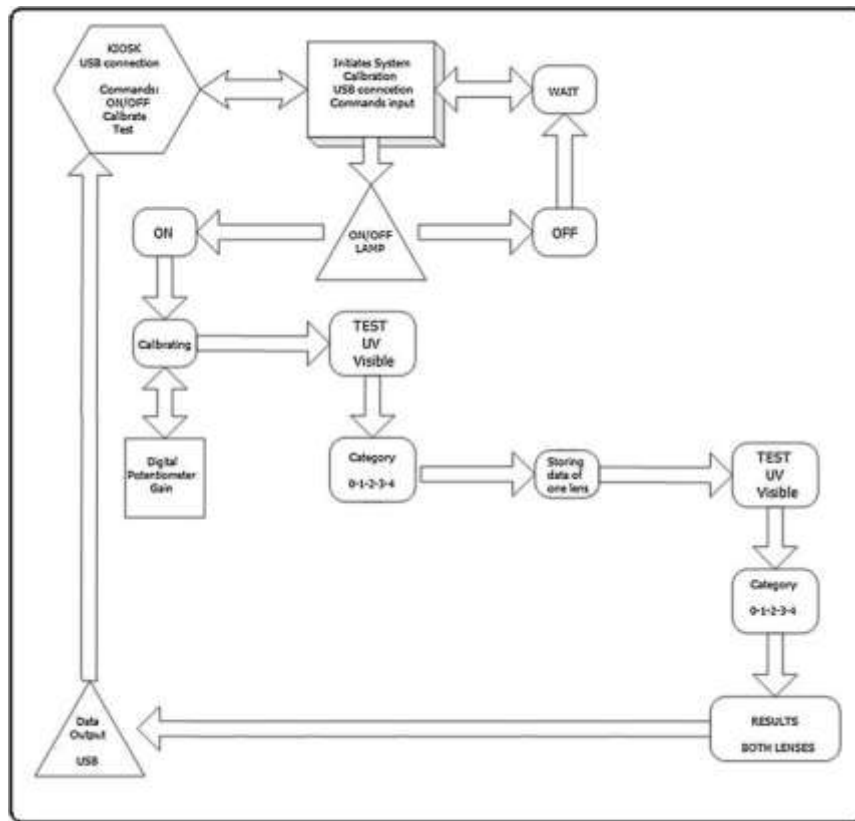 KIOSK
USB connection
Commands:
ON/OFF
Calibrate
Test
Initiates System
Calibration
USB conncetion
Commands input
WAIT
ON
ON/OFF
LAMP
OFF
Calibrating
TEST
UV
Visible
Digital
Potentiometer
Gain
Category
0-1-2-3-4
Storing
data of
one lens
TEST
UV
Visible
Category
0-1-2-3-4
Data
Output
USB
RESULTS
BOTH LENSES